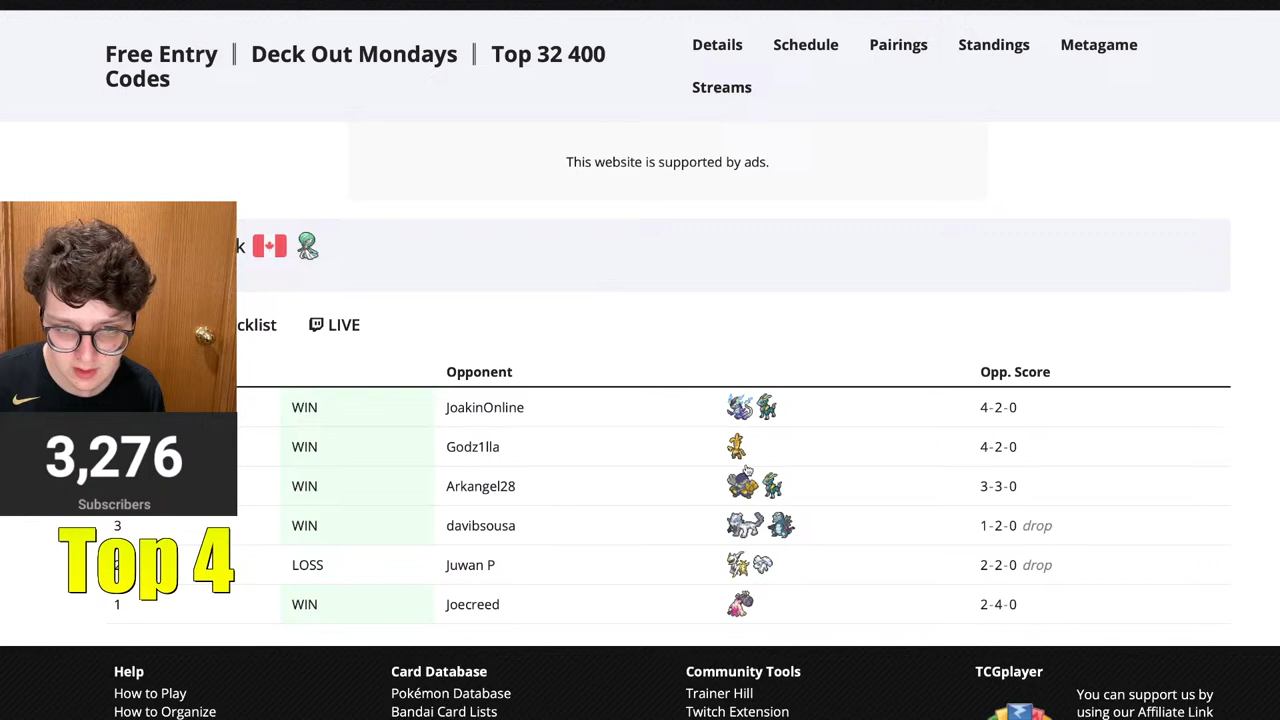 Free Entry | Deck Out Mondays | Top 32 400
Codes
Details
Schedule
Pairings
Standings
Metagame
Streams
This website is supported by ads.
k
cklist
LIVE
Opponent
Opp. Score
WIN
JoakinOnline
4-2-0
WIN
Godz1lla
4-2-0
WIN
Arkangel28
3-3-0
3
WIN
davibsousa
1-2-0 drop
LOSS
Juwan P
2-2-0 drop
1
WIN
Joecreed
2-4-0
3,276
Subscribers
Top 4
Help
How to Play
How to Organize
Card Database
Pokémon Database
Bandai Card Lists
Community Tools
Trainer Hill
Twitch Extension
TCGplayer
You can support us by
using our Affiliate Link